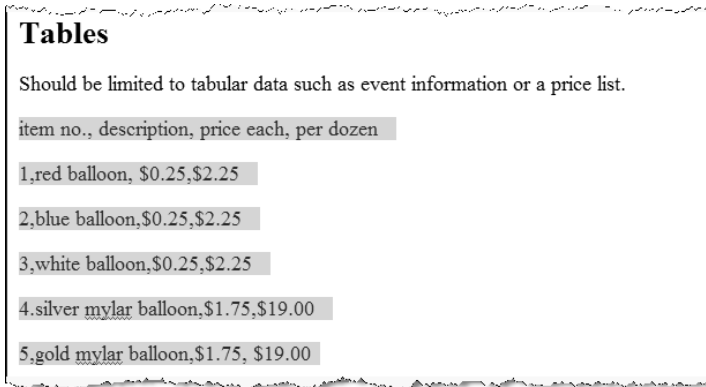 Tables
Should be limited to tabular data such as event information or a price list.
item no., description, price each, per dozen
1,red balloon, $0.25,$2.25
2,blue balloon,$0.25,$2.25
3,white balloon,$0.25,$2.25
4.silver mylar balloon,$1.75,$19.00
5,gold mylar balloon,$1.75, $19.00